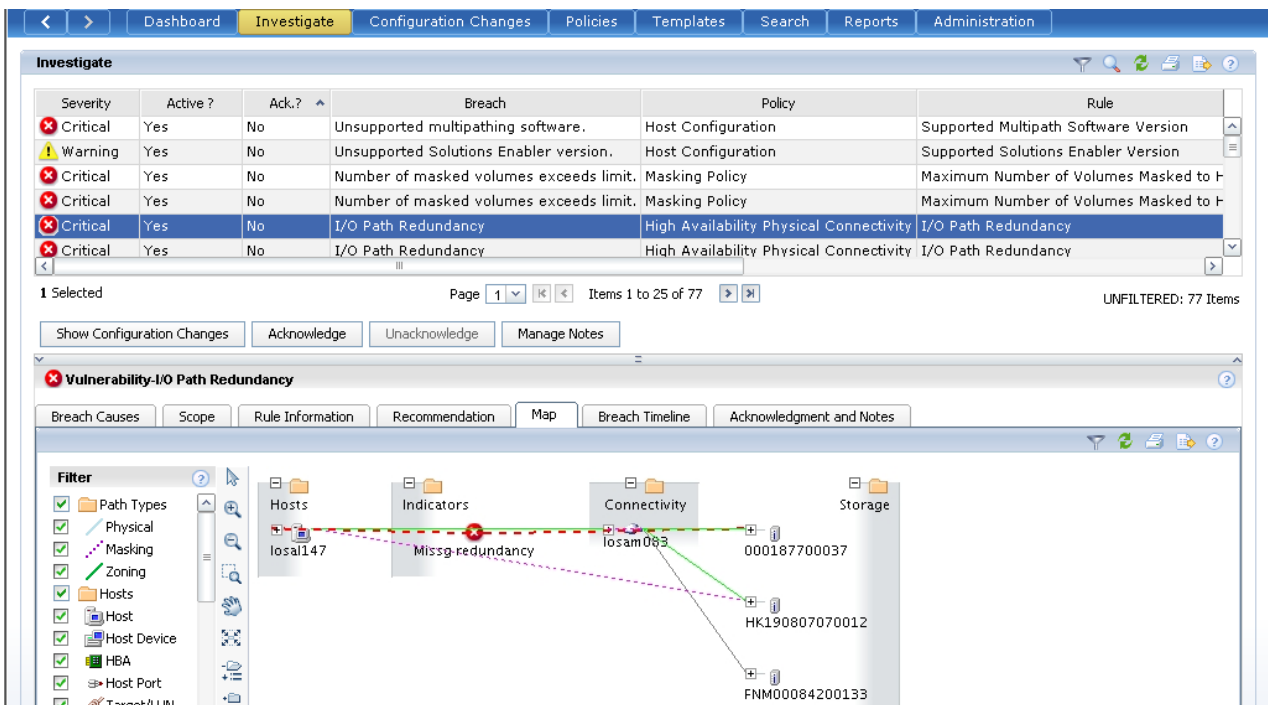 Dashboard Investigate Configuration Changes Policies Templates Search Reports Administration
Investigate
Severity Active ? Ack.? Breach Policy Rule
Critical Yes No Unsupported multipathing software. Host Configuration Supported Multipath Software Version
Warning Yes No Unsupported Solutions Enabler version. Host Configuration Supported Solutions Enabler Version
Critical Yes No Number of masked volumes exceeds limit. Masking Policy Maximum Number of Volumes Masked to H
Critical Yes No Number of masked volumes exceeds limit. Masking Policy Maximum Number of Volumes Masked to H
Critical Yes No I/O Path Redundancy High Availability Physical Connectivity I/O Path Redundancy
Critical Yes No I/O Path Redundancy High Availability Physical Connectivity I/O Path Redundancy
1 Selected Page 1 Items 1 to 25 of 77 UNFILTERED: 77 Items
Show Configuration Changes Acknowledge Unacknowledge Manage Notes
Vulnerability-I/O Path Redundancy
Breach Causes Scope Rule Information Recommendation Map Breach Timeline Acknowledgment and Notes
Filter
Path Types
Physical
Masking
Zoning
Hosts
Host
Host Device
HBA
Host Port
Target/LUN
Hosts Indicators Connectivity Storage
losal147 Missg redundancy losam083 000187700037
HK190807070012
FNM00084200133